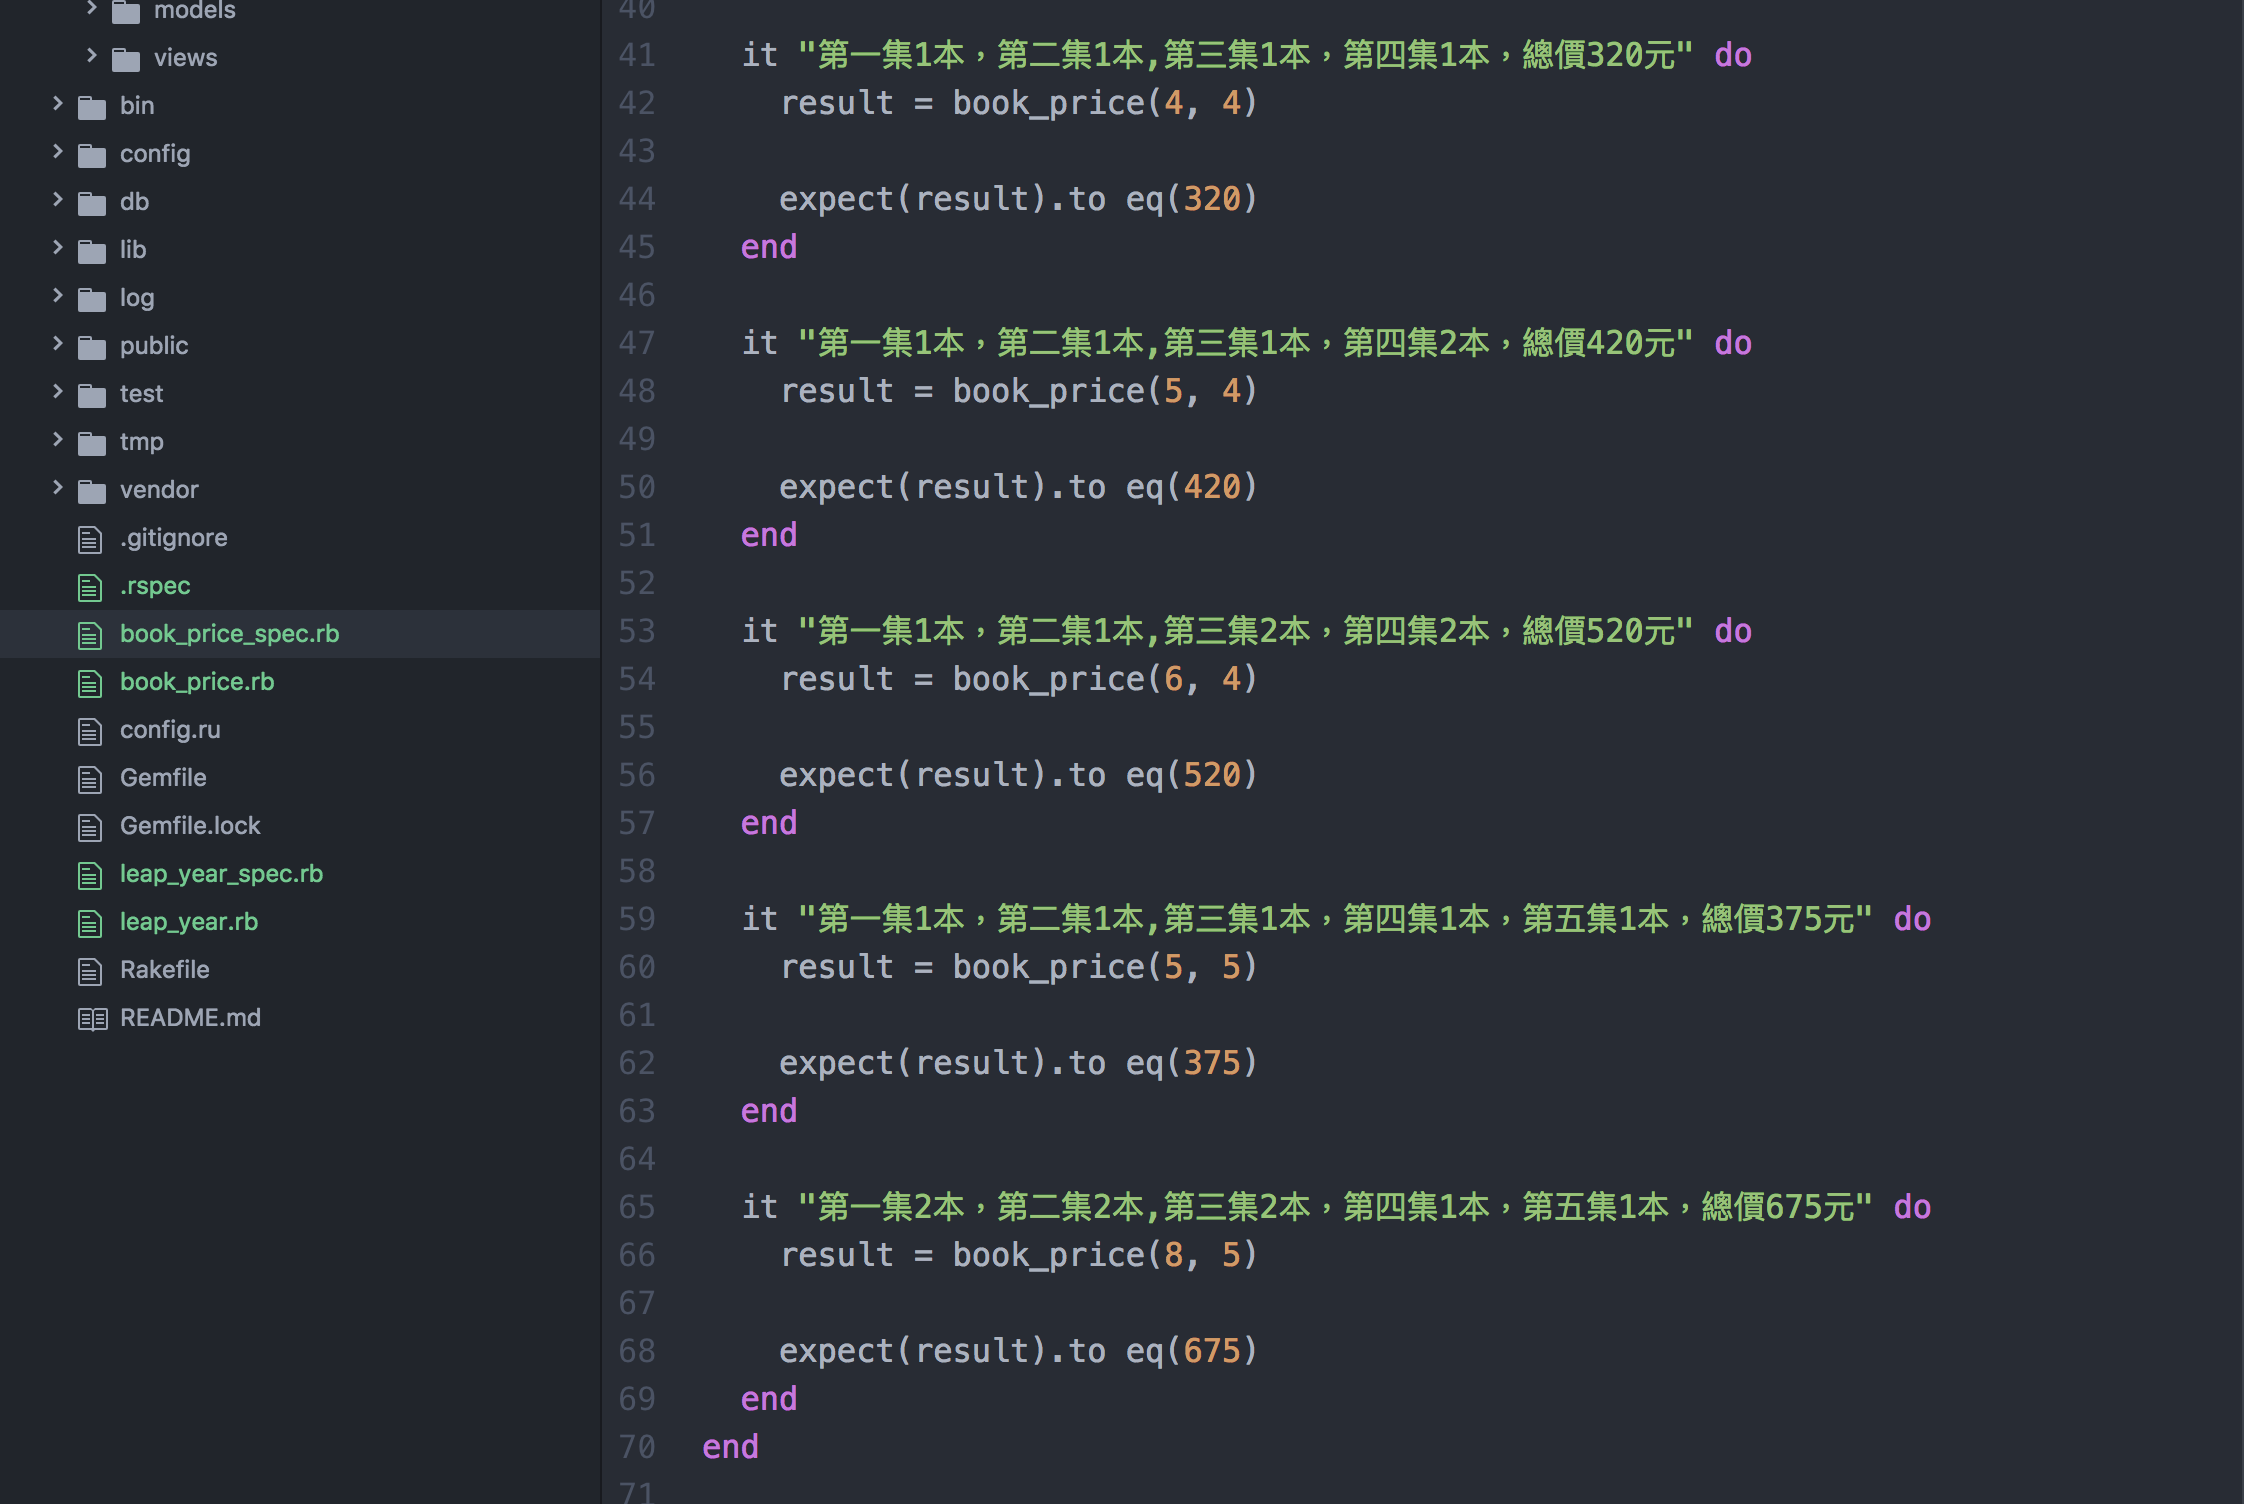 models
views
bin
config
db
lib
log
public
test
tmp
vendor
.gitignore
.rspec
book_price_spec.rb
book_price.rb
config.ru
Gemfile
Gemfile.lock
leap_year_spec.rb
leap_year.rb
Rakefile
README.md
40
41 it "第一集1本，第二集1本,第三集1本，第四集1本，總價320元" do
42 result = book_price(4, 4)
43
44 expect(result).to eq(320)
45 end
46
47 it "第一集1本，第二集1本,第三集1本，第四集2本，總價420元" do
48 result = book_price(5, 4)
49
50 expect(result).to eq(420)
51 end
52
53 it "第一集1本，第二集1本,第三集2本，第四集2本，總價520元" do
54 result = book_price(6, 4)
55
56 expect(result).to eq(520)
57 end
58
59 it "第一集1本，第二集1本,第三集1本，第四集1本，第五集1本，總價375元" do
60 result = book_price(5, 5)
61
62 expect(result).to eq(375)
63 end
64
65 it "第一集2本，第二集2本,第三集2本，第四集1本，第五集1本，總價675元" do
66 result = book_price(8, 5)
67
68 expect(result).to eq(675)
69 end
70 end
71